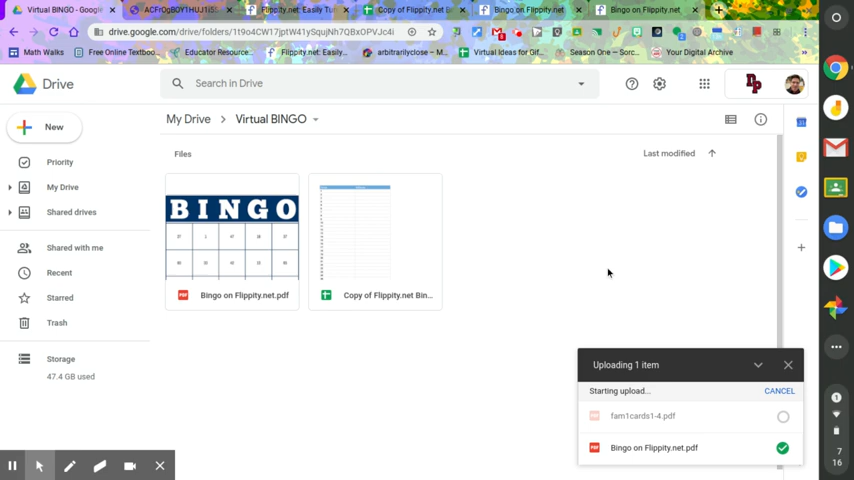 Virtual BINGO - Google
ACFrOgB0Y1HUJ1i5
Flippity.net: Easily Tu
Copy of Flippity.net B
Bingo on Flippity.net
Bingo on Flippity.net
drive.google.com/drive/folders/
Math Walks
Free Online Textboo...
Educator Resource...
Flippity.net: Easily...
arbitrarilyclose — M...
Virtual Ideas for Gif...
Season One — Sorc...
Your Digital Archive
Drive
Search in Drive
New
My Drive
Virtual BINGO
Priority
Files
Last modified
My Drive
Shared drives
BINGO
Shared with me
Recent
Bingo on Flippity.net.pdf
Copy of Flippity.net Bin...
Starred
Trash
Storage
47.4 GB used
Uploading 1 item
Starting upload...
CANCEL
fam1cards1-4.pdf
Bingo on Flippity.net.pdf
1
7
16